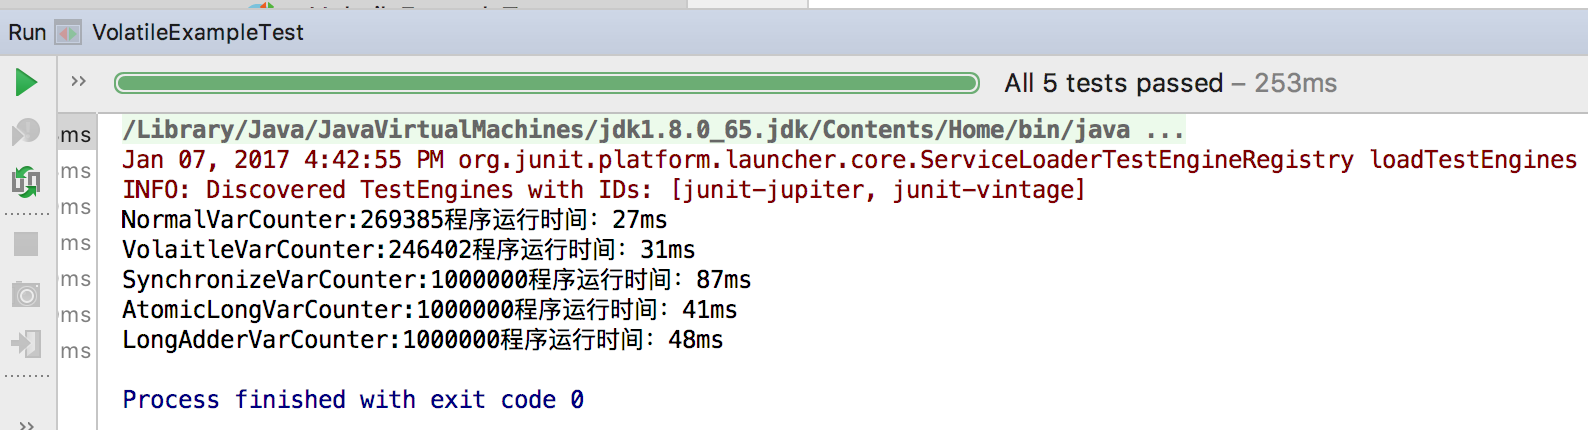 Run VolatileExampleTest
All 5 tests passed – 253ms
ms /Library/Java/JavaVirtualMachines/jdk1.8.0_65.jdk/Contents/Home/bin/java ...
Jan 07, 2017 4:42:55 PM org.junit.platform.launcher.core.ServiceLoaderTestEngineRegistry loadTestEngines
ms
INFO: Discovered TestEngines with IDs: [junit-jupiter, junit-vintage]
ms
NormalVarCounter:269385程序运行时间：27ms
ms VolaitleVarCounter:246402程序运行时间：31ms
ms SynchronizeVarCounter:1000000程序运行时间：87ms
ms AtomicLongVarCounter:1000000程序运行时间：41ms
ms LongAdderVarCounter:1000000程序运行时间：48ms
Process finished with exit code 0